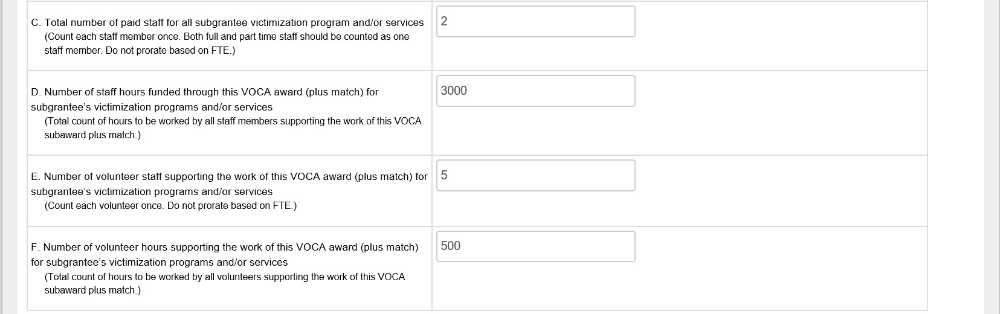 C. Total number of paid staff for all subgrantee victimization program and/or services
2
(Count each staff member once. Both full and part time staff should be counted as one
staff member. Do not prorate based on FTE.)
D. Number of staff hours funded through this VOCA award (plus match) for
3000
subgrantee’s victimization programs and/or services
(Total count of hours to be worked by all staff members supporting the work of this VOCA
subaward plus match.)
E. Number of volunteer staff supporting the work of this VOCA award (plus match) for
5
subgrantee’s victimization programs and/or services
(Count each volunteer once. Do not prorate based on FTE.)
F. Number of volunteer hours supporting the work of this VOCA award (plus match)
500
for subgrantee’s victimization programs and/or services
(Total count of hours to be worked by all volunteers supporting the work of this VOCA
subaward plus match.)